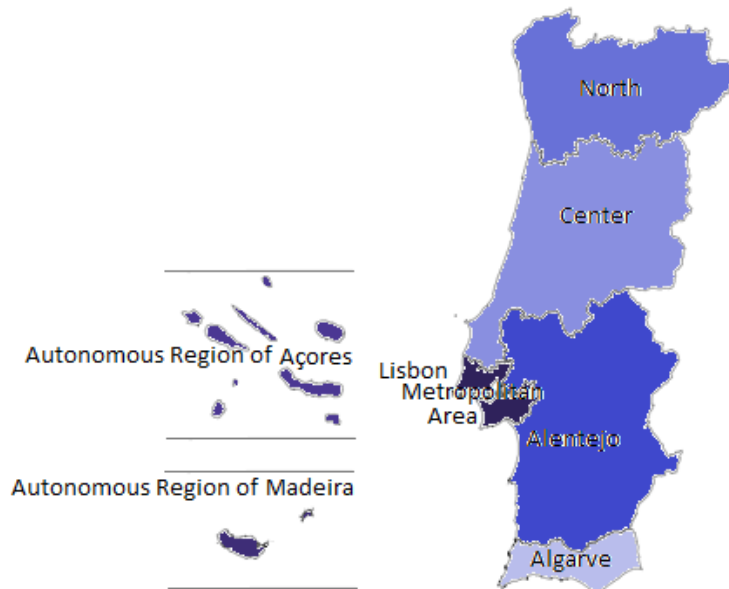 North
Center
Autonomous Region of Açores
Lisbon
Metropolitan
Area
Alentejo
Autonomous Region of Madeira
Algarve